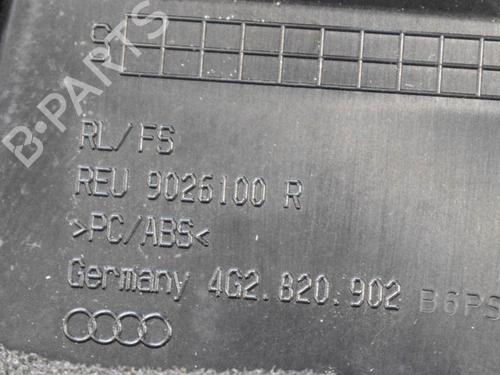 S
B-PARTS
RL/FS
REU 9026100 R
>PC/ABS<
Germany 4G2.820.902 B6PS